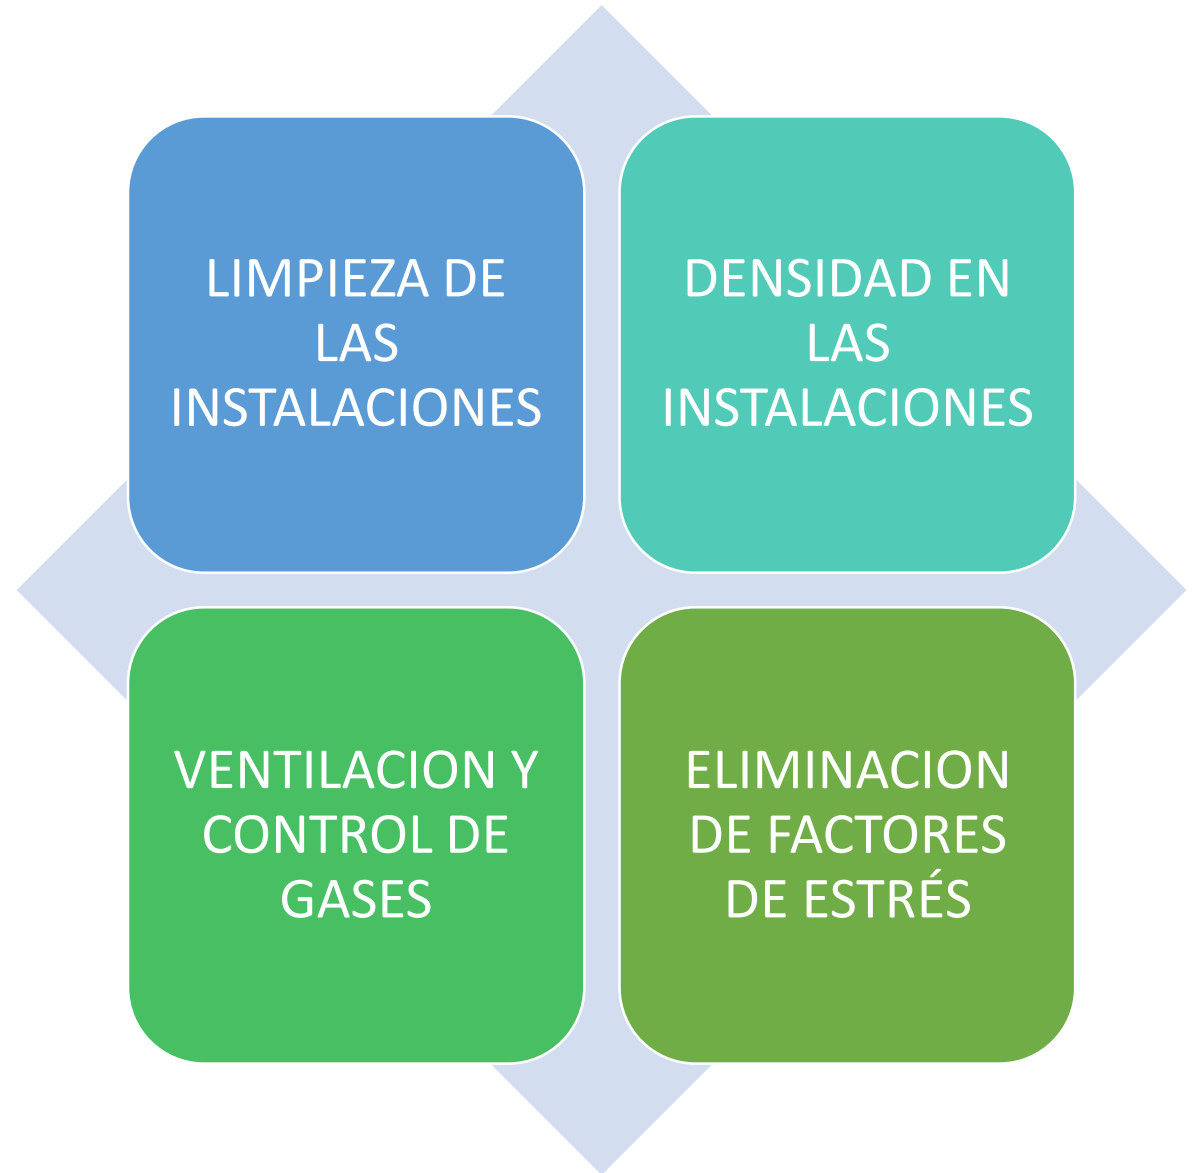 LIMPIEZA DE
LAS
INSTALACIONES
DENSIDAD EN
LAS
INSTALACIONES
VENTILACION Y
CONTROL DE
GASES
ELIMINACION
DE FACTORES
DE ESTRÉS